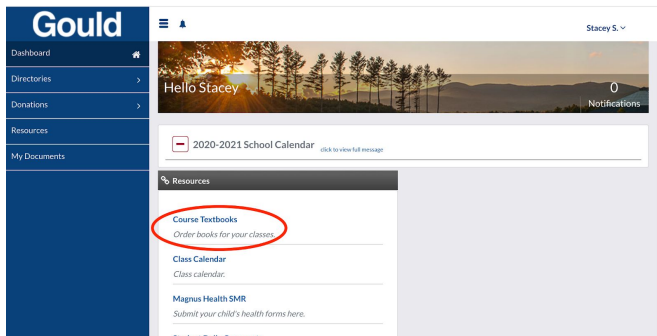 Gould
Stacey S.
Dashboard
Directories
Donations
Resources
My Documents
Hello Stacey
0
Notifications
2020-2021 School Calendar click to view full message
Resources
Course Textbooks
Order books for your classes.
Class Calendar
Class calendar.
Magnus Health SMR
Submit your child's health forms here.